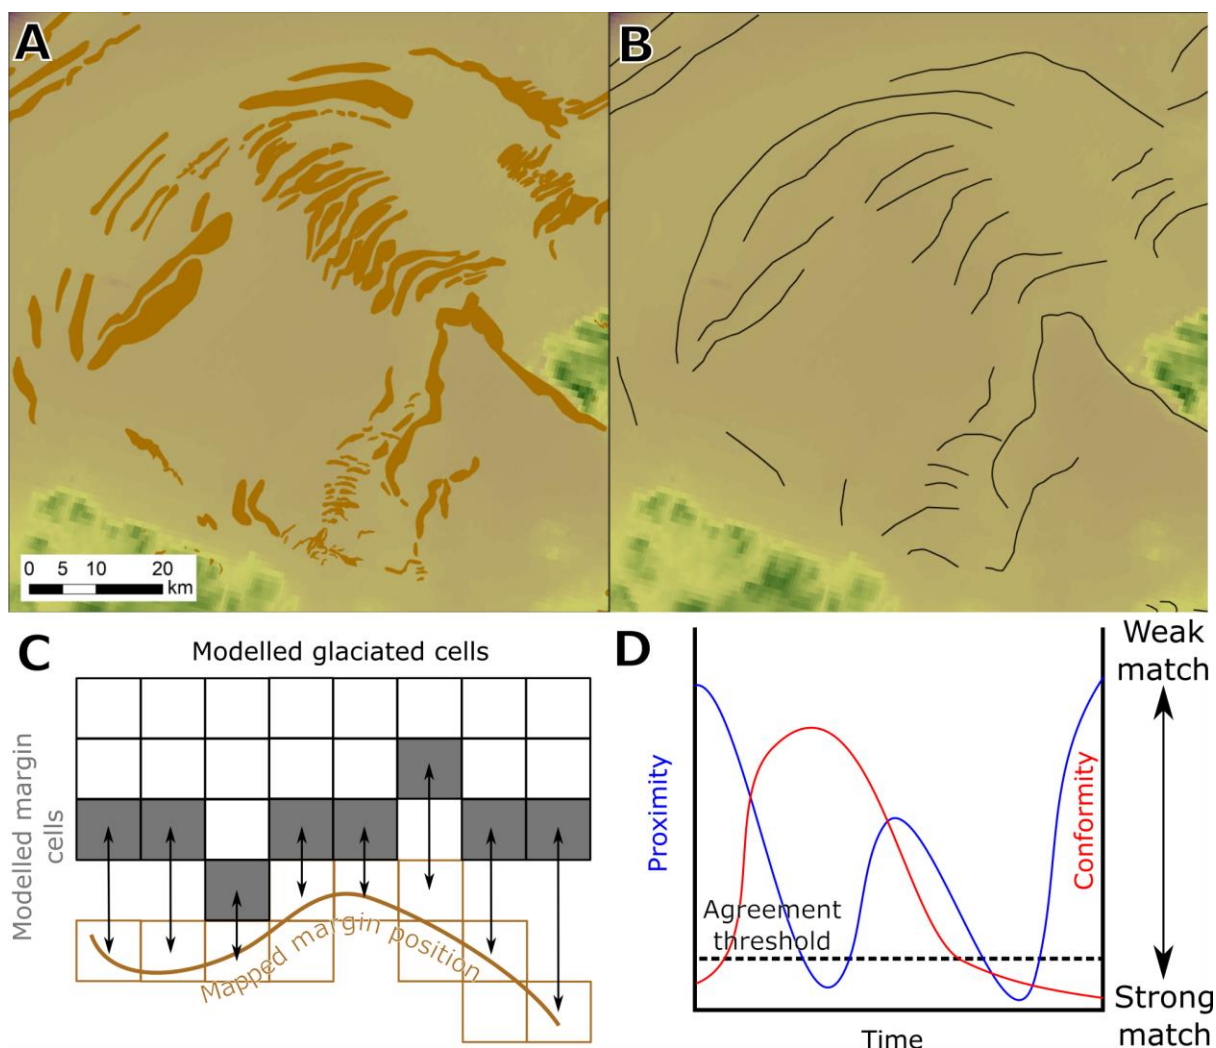 A
B
0 5 10 20
km
C
Modelled glaciated cells
Modelled margin
cells
Mapped margin position
D
Weak
match
Proximity
Conformity
Agreement
threshold
Time
Strong
match